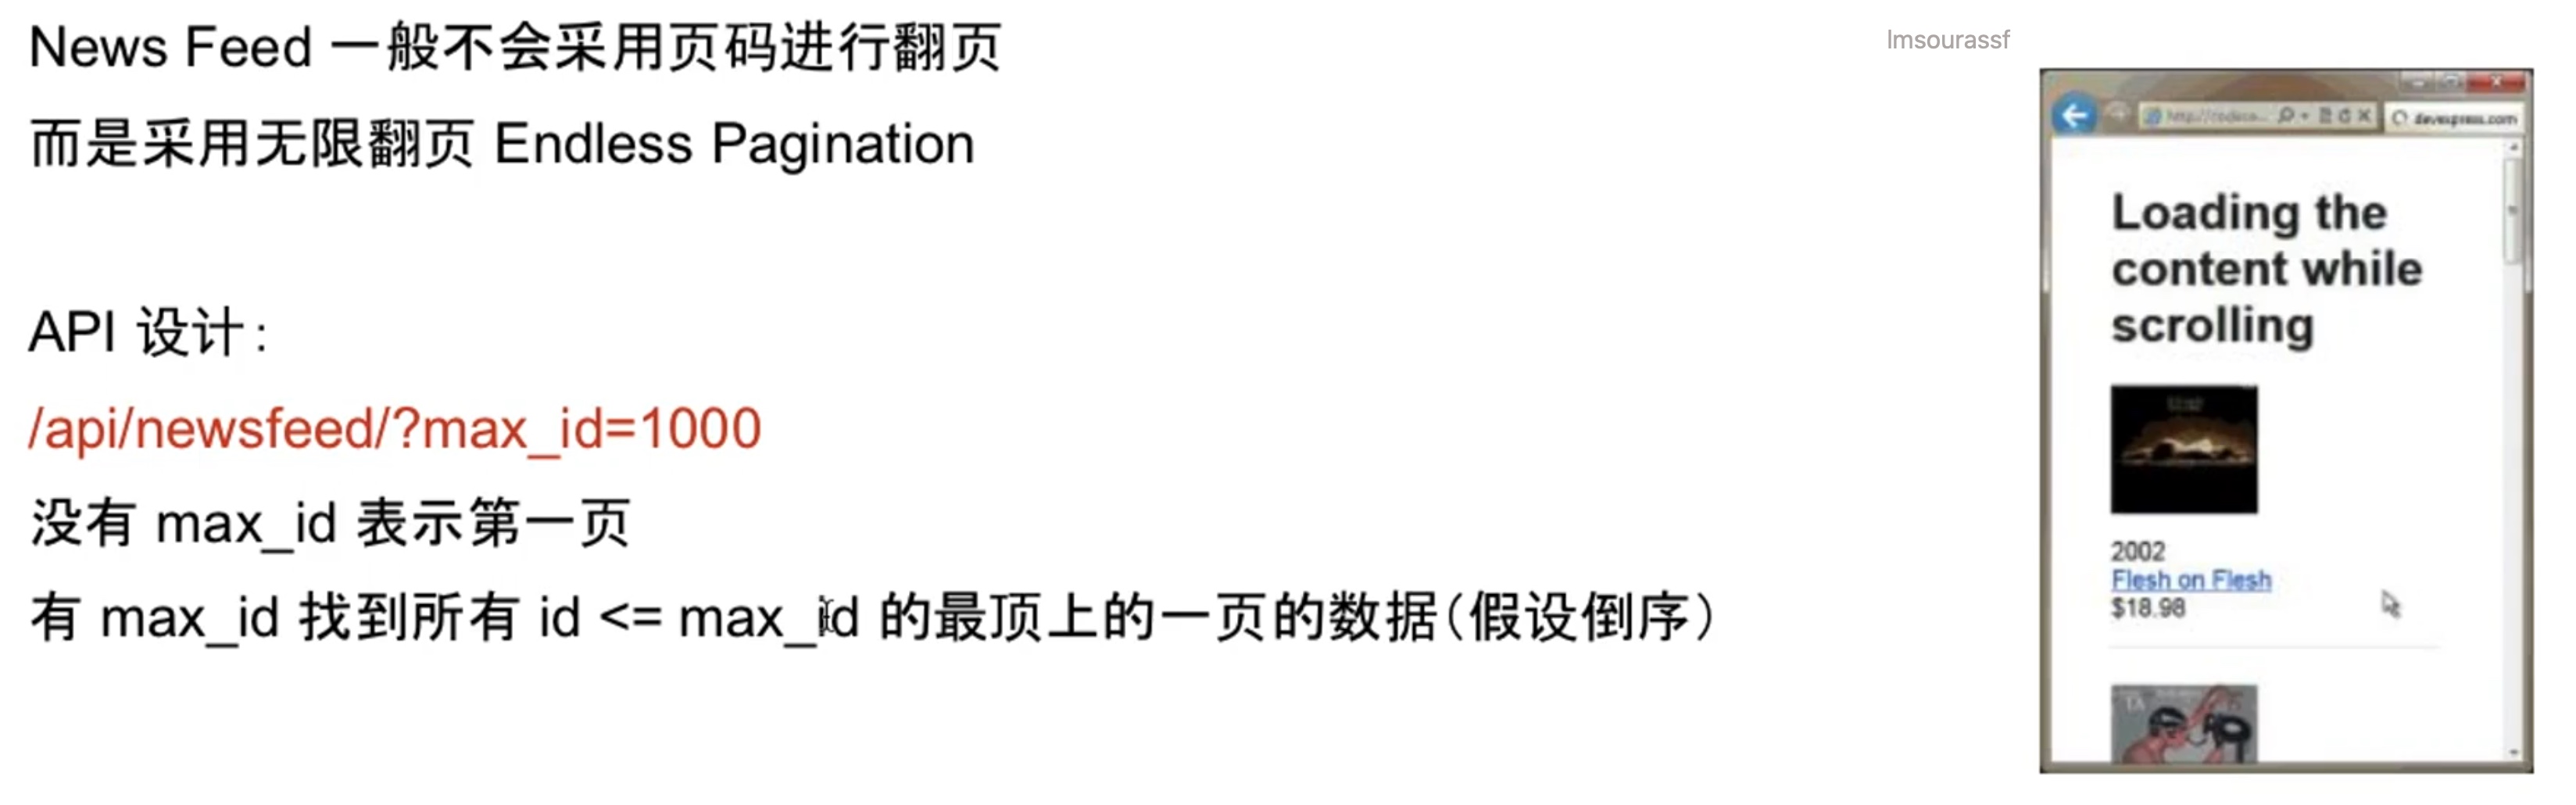 News Feed 一般不会采用页码进行翻页
而是采用无限翻页 Endless Pagination
API 设计：
/api/newsfeed/?max_id=1000
没有 max_id 表示第一页
有 max_id 找到所有 id <= max_id 的最顶上的一页的数据（假设倒序）
lmsourassf
devexpress.com
Loading the
content while
scrolling
2002
Flesh on Flesh
$18.98